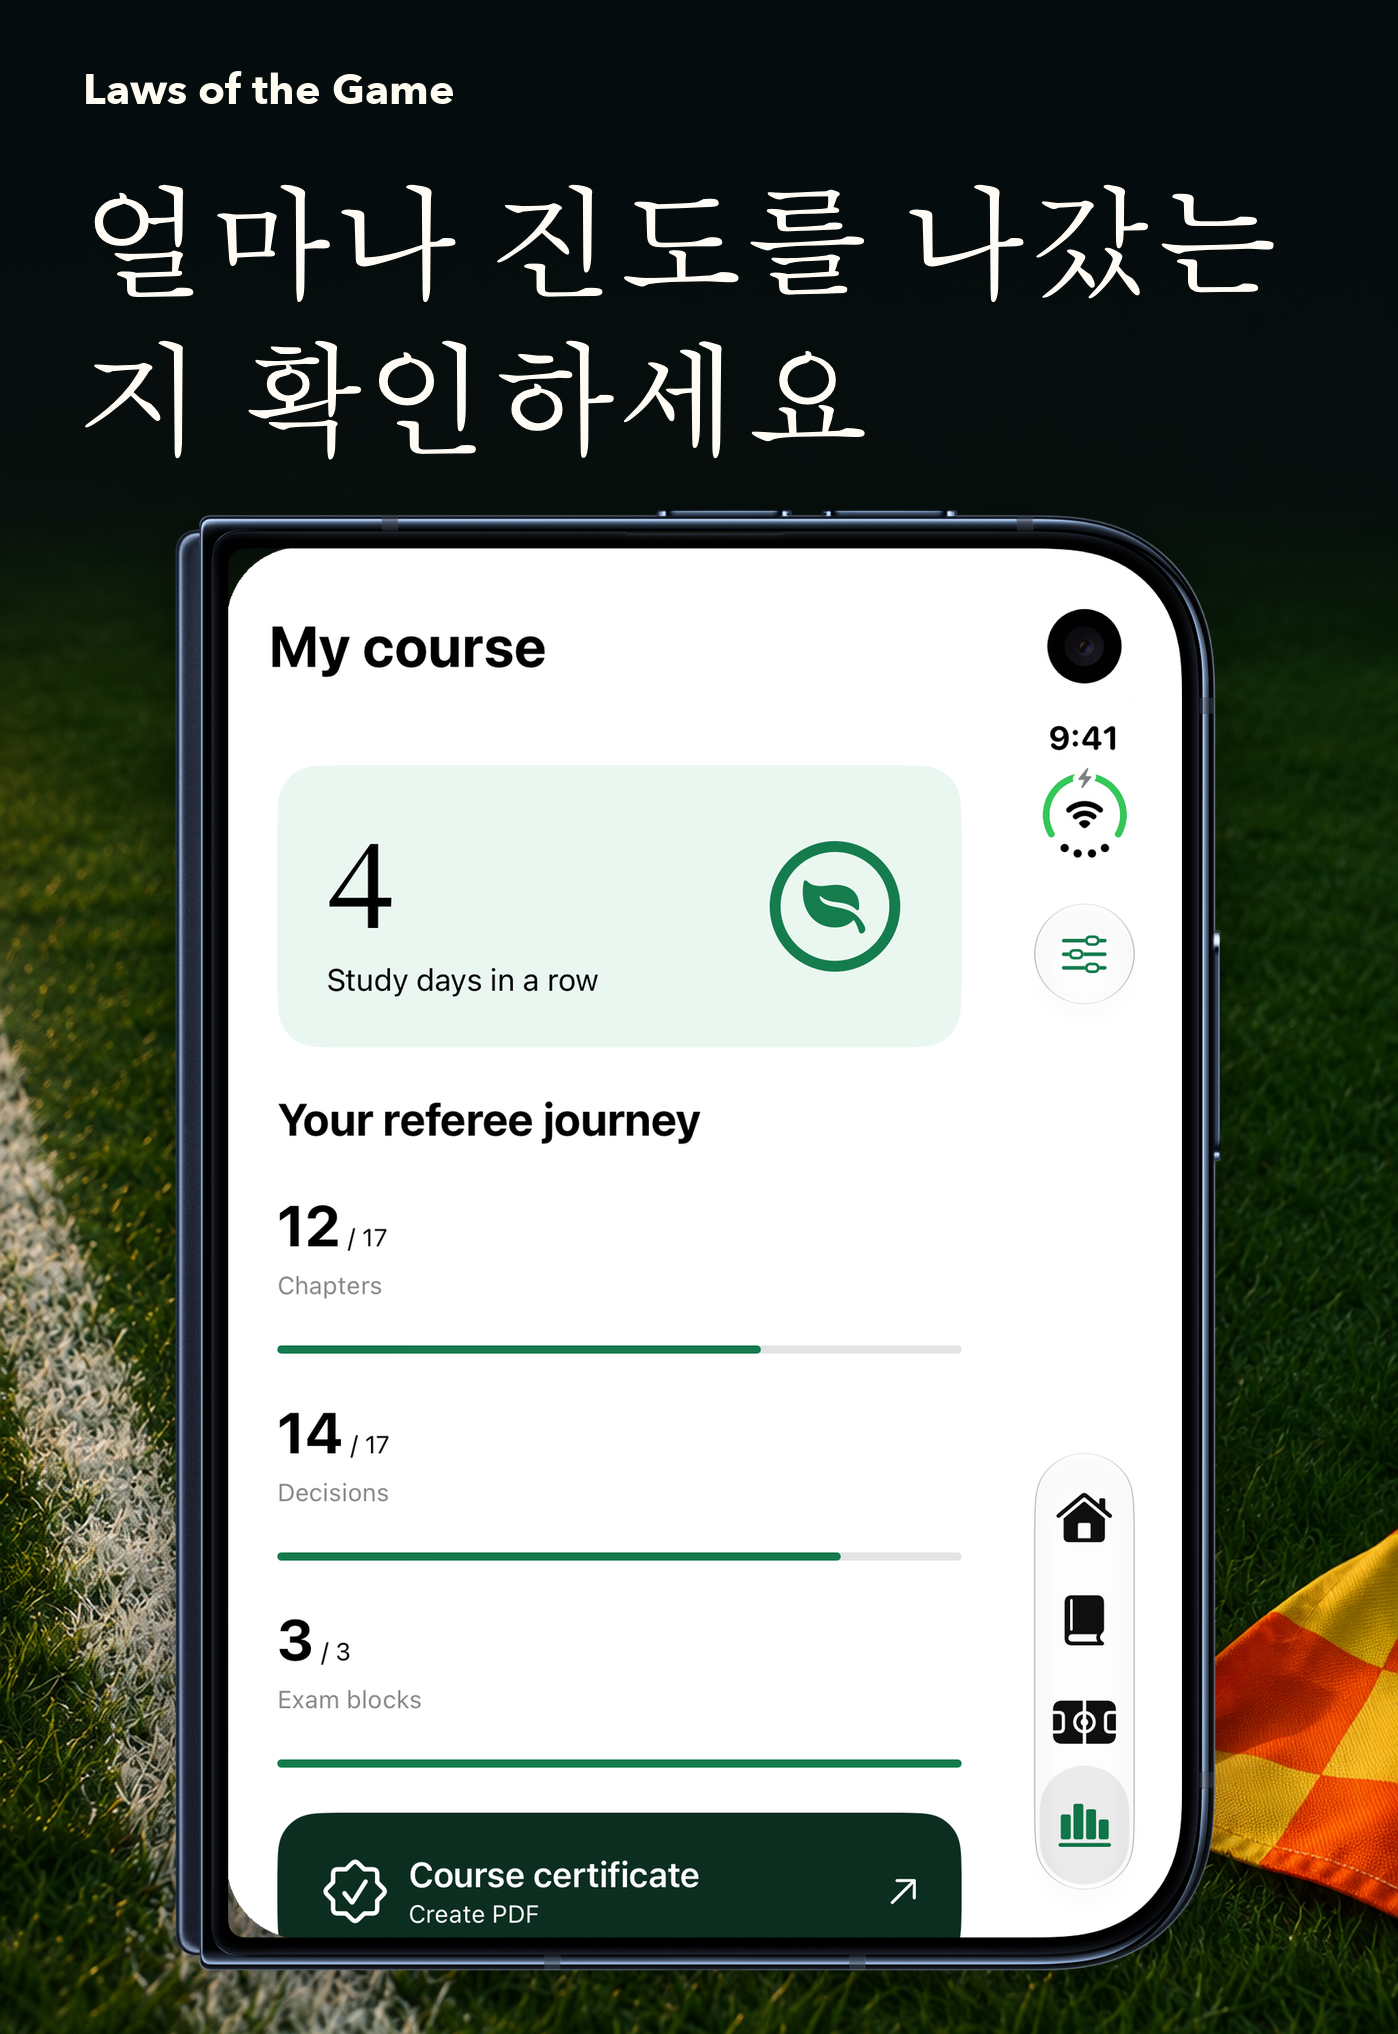 Laws of the Game
얼마나 진도를 나갔는
지 확인하세요
My course
9:41
4
Study days in a row
Your referee journey
12 / 17
Chapters
14 / 17
Decisions
3 / 3
Exam blocks
Course certificate
Create PDF